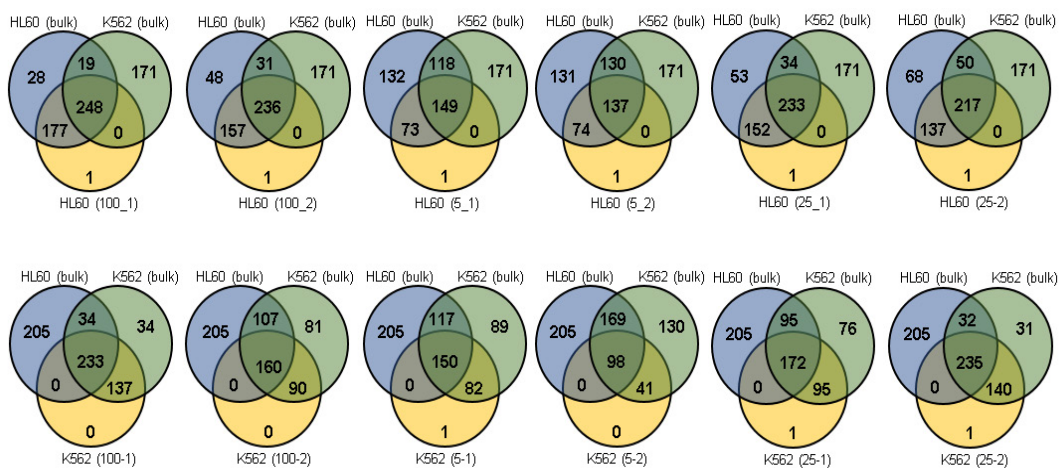 HL60 (bulk) K562 (bulk) HL60 (bulk) K562 (bulk) HL60 (bulk) K562 (bulk) HL60 (bulk) K562 (bulk) HL60 (bulk) K562 (bulk) HL60 (bulk) K562 (bulk)
28 19 171 48 31 171 132 118 171 131 130 171 53 34 171 68 50 171
248 236 149 137 233 217
177 0 157 0 73 0 74 0 152 0 137 0
1 1 1 1 1 1
HL60 (100_1) HL60 (100_2) HL60 (5_1) HL60 (5_2) HL60 (25_1) HL60 (25-2)
HL60 (bulk) K562 (bulk) HL60 (bulk) K562 (bulk) HL60 (bulk) K562 (bulk) HL60 (bulk) K562 (bulk) HL60 (bulk) K562 (bulk) HL60 (bulk) K562 (bulk)
205 34 34 205 107 81 205 117 89 205 169 130 205 95 76 205 32 31
233 160 150 98 172 235
0 137 0 90 0 82 0 41 0 95 0 140
0 0 1 0 1 1
K562 (100-1) K562 (100-2) K562 (5-1) K562 (5-2) K562 (25-1) K562 (25-2)